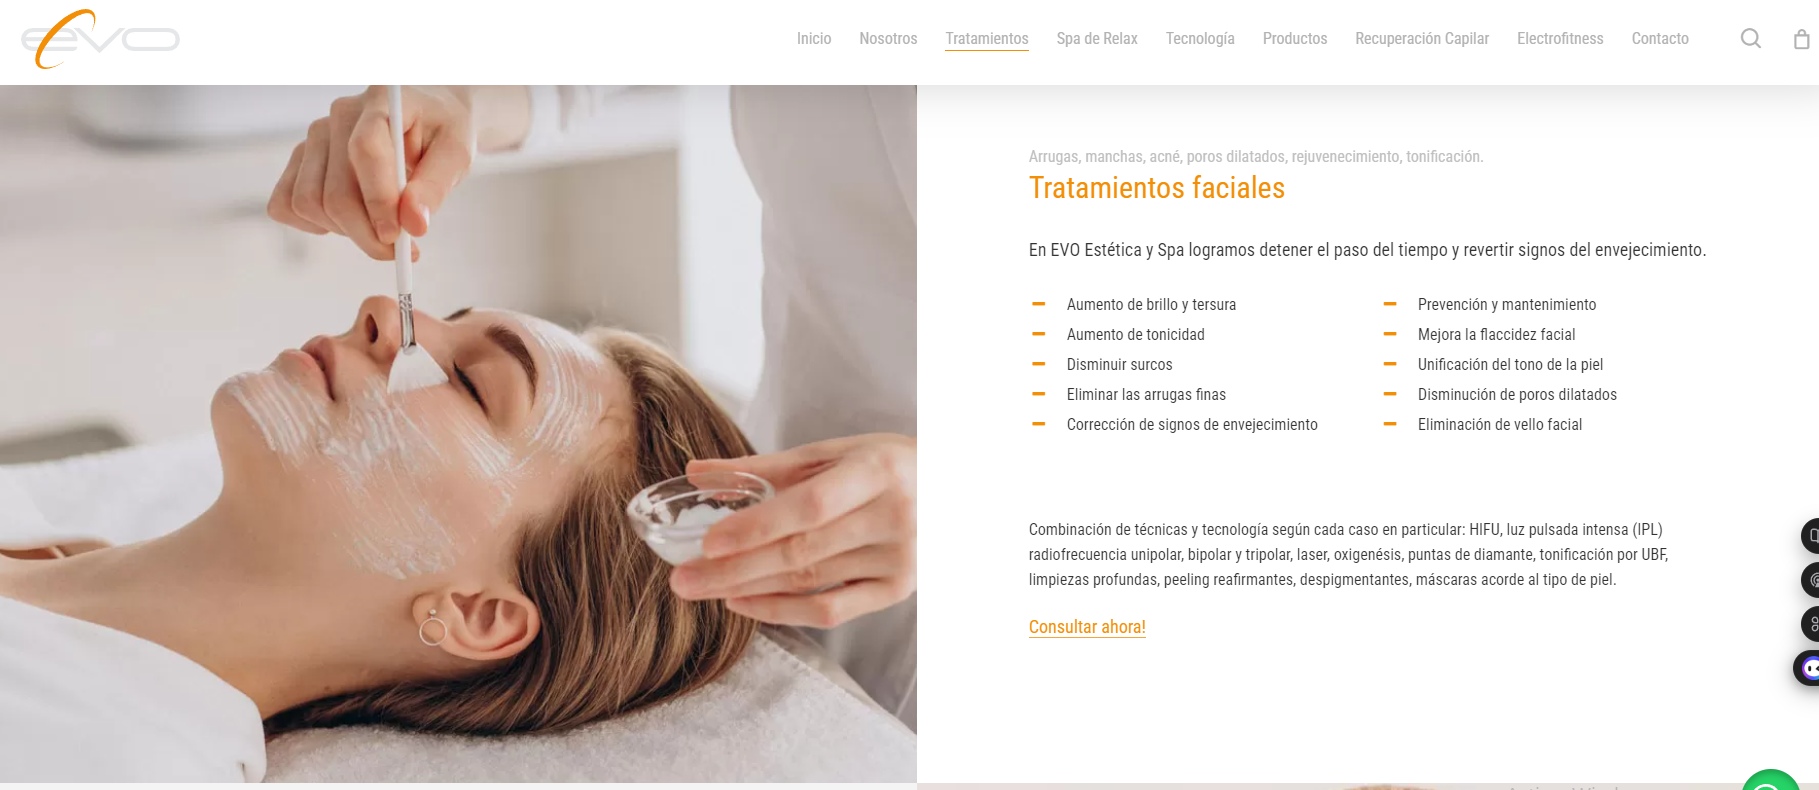 evo
Inicio Nosotros Tratamientos Spa de Relax Tecnología Productos Recuperación Capilar Electrofitness Contacto
Arrugas, manchas, acné, poros dilatados, rejuvenecimiento, tonificación.
Tratamientos faciales
En EVO Estética y Spa logramos detener el paso del tiempo y revertir signos del envejecimiento.
Aumento de brillo y tersura
Aumento de tonicidad
Disminuir surcos
Eliminar las arrugas finas
Corrección de signos de envejecimiento
Prevención y mantenimiento
Mejora la flaccidez facial
Unificación del tono de la piel
Disminución de poros dilatados
Eliminación de vello facial
Combinación de técnicas y tecnología según cada caso en particular: HIFU, luz pulsada intensa (IPL)
radiofrecuencia unipolar, bipolar y tripolar, laser, oxigenésis, puntas de diamante, tonificación por UBF,
limpiezas profundas, peeling reafirmantes, despigmentantes, máscaras acorde al tipo de piel.
Consultar ahora!